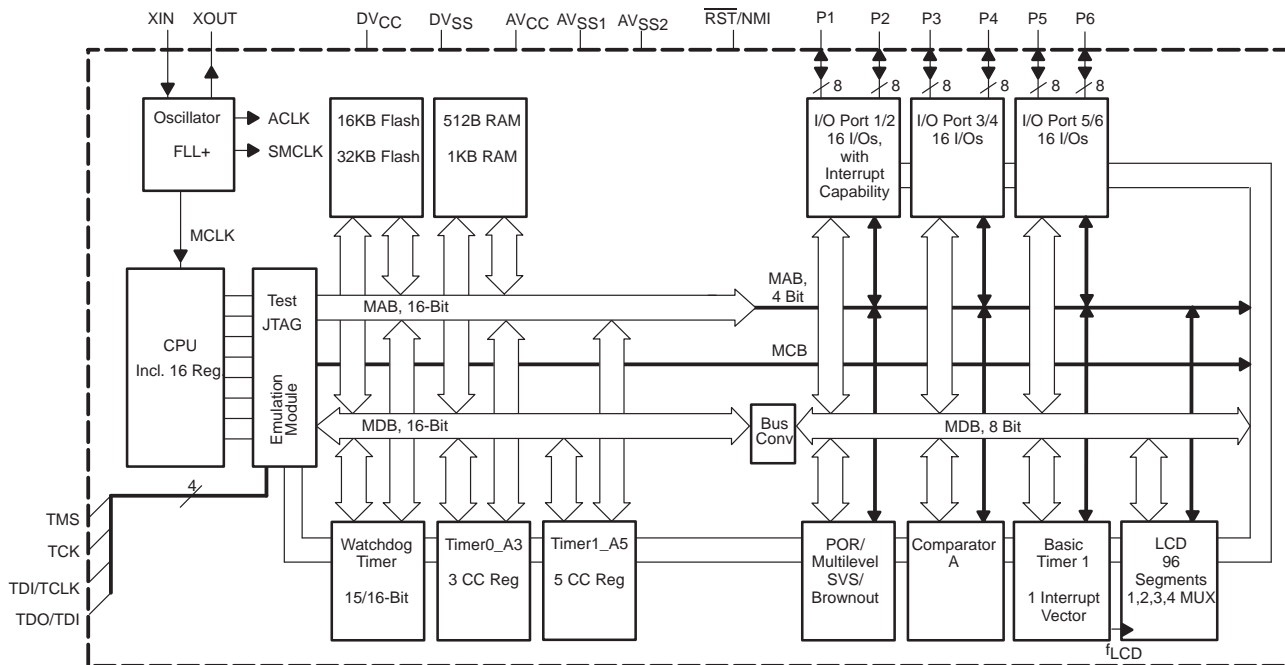 XIN
XOUT
DVCC
DVSS
AVCC
AVSS1
AVSS2
RST/NMI
P1
P2
P3
P4
P5
P6
8
8
8
8
8
8
Oscillator
FLL+
ACLK
SMCLK
16KB Flash
32KB Flash
512B RAM
1KB RAM
I/O Port 1/2
16 I/Os,
with
Interrupt
Capability
I/O Port 3/4
16 I/Os
I/O Port 5/6
16 I/Os
MCLK
CPU
Incl. 16 Reg.
Test
JTAG
Emulation
Module
MAB, 16-Bit
MAB,
4 Bit
MCB
MDB, 16-Bit
Bus
Conv
MDB, 8 Bit
4
TMS
TCK
TDI/TCLK
TDO/TDI
Watchdog
Timer
15/16-Bit
Timer0_A3
3 CC Reg
Timer1_A5
5 CC Reg
POR/
Multilevel
SVS/
Brownout
Comparator
A
Basic
Timer 1
1 Interrupt
Vector
LCD
96
Segments
1,2,3,4 MUX
fLCD